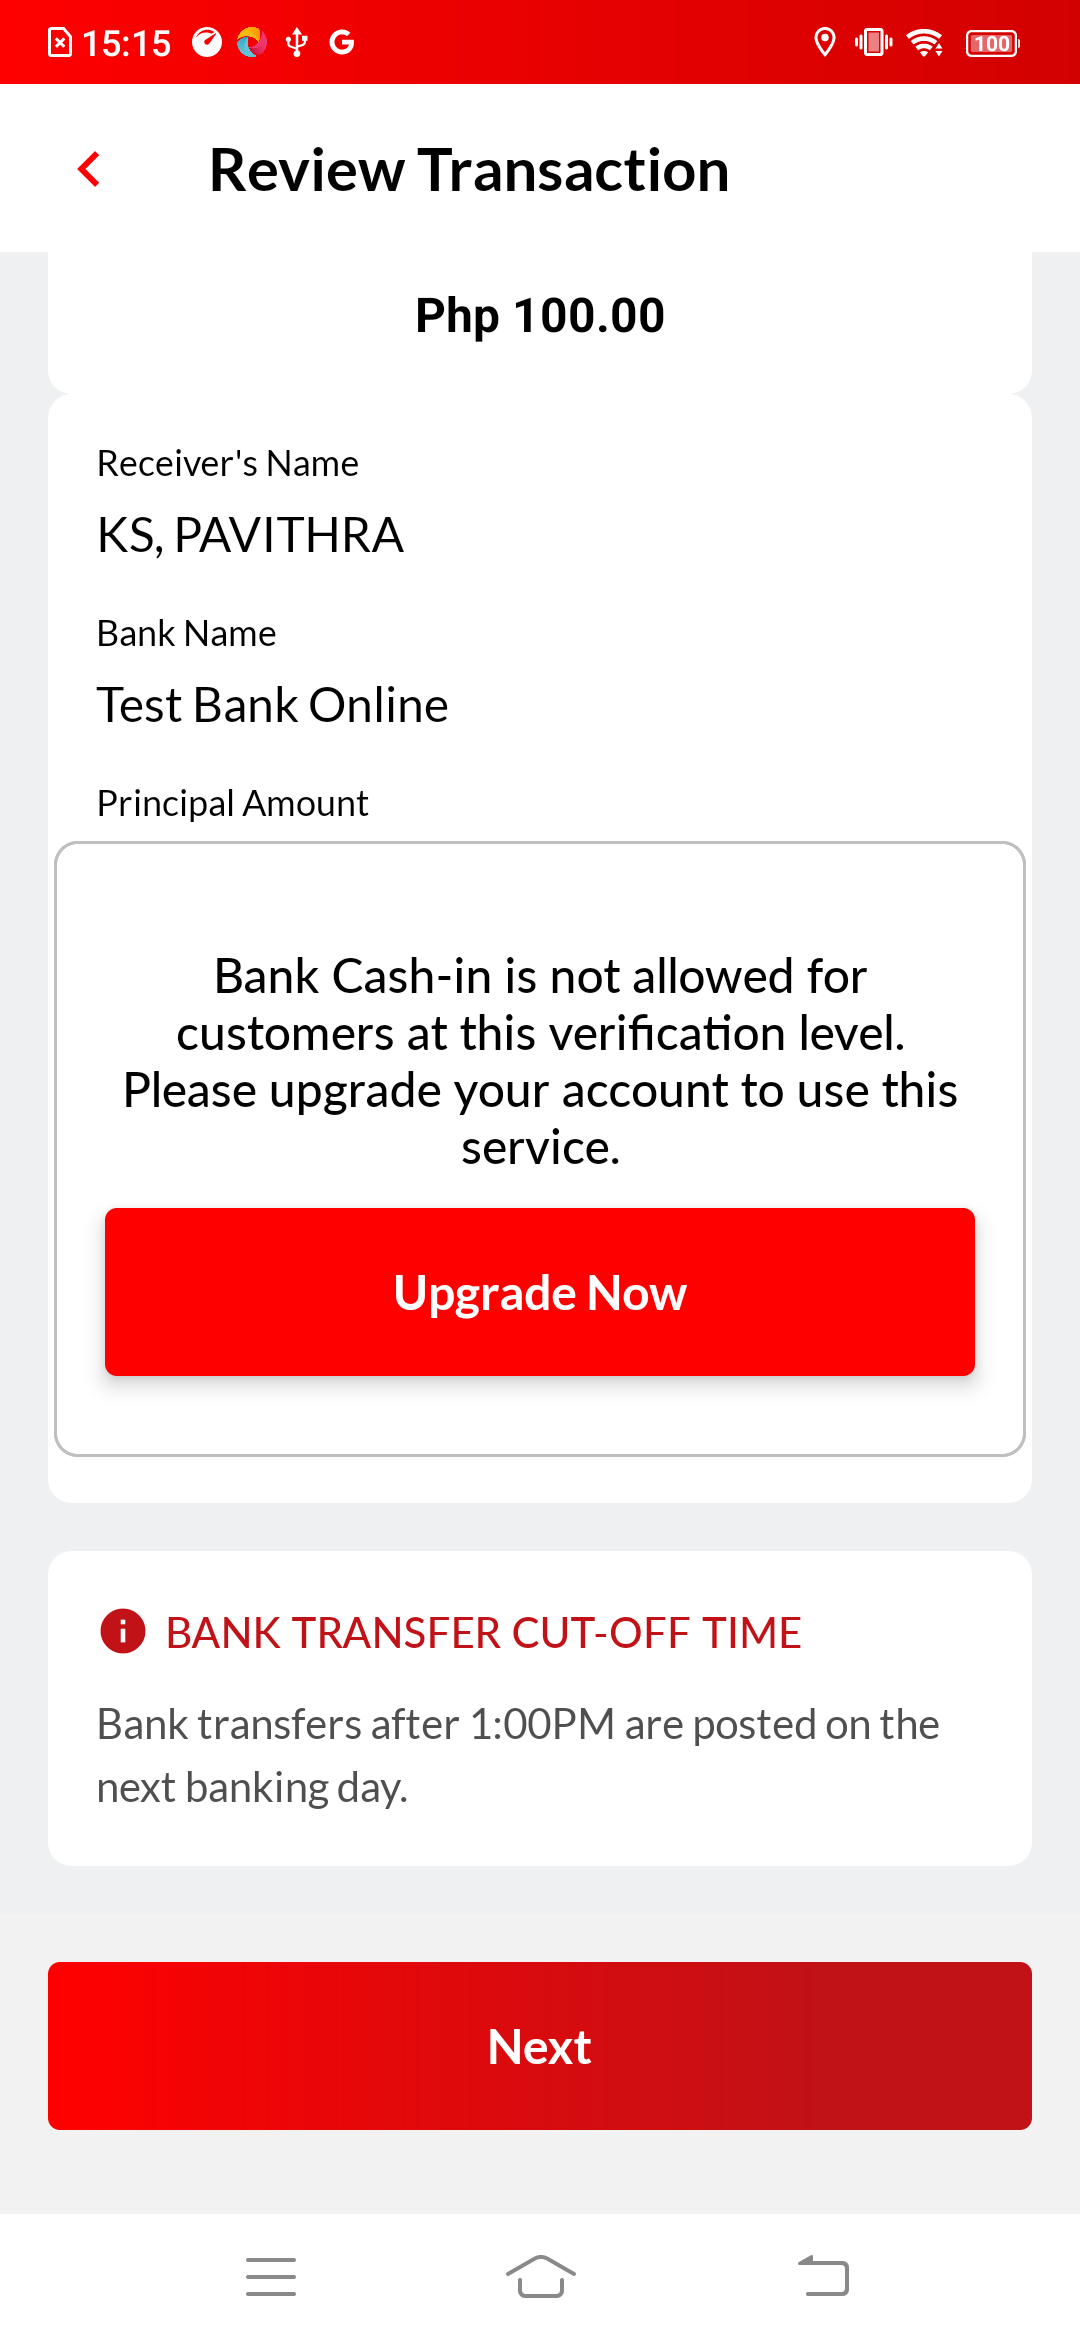 15:15
100
Review Transaction
Php 100.00
Receiver's Name
KS, PAVITHRA
Bank Name
Test Bank Online
Principal Amount
Bank Cash-in is not allowed for
customers at this verification level.
Please upgrade your account to use this
service.
Upgrade Now
BANK TRANSFER CUT-OFF TIME
Bank transfers after 1:00PM are posted on the
next banking day.
Next